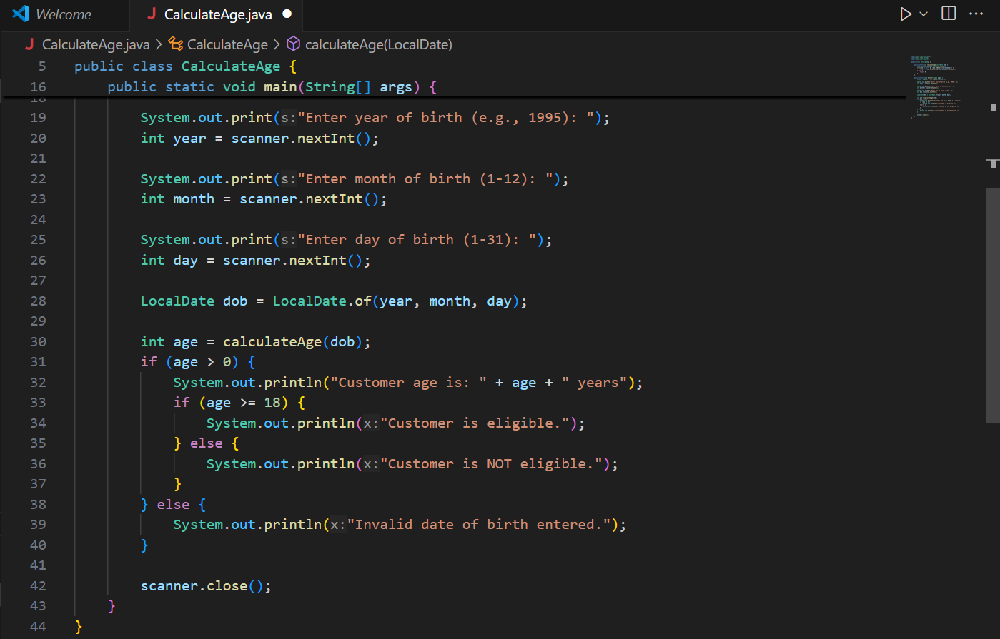 Welcome
J CalculateAge.java
J CalculateAge.java > CalculateAge > calculateAge(LocalDate)
5 public class CalculateAge {
16 public static void main(String[] args) {
18
19 System.out.print(s:"Enter year of birth (e.g., 1995): ");
20 int year = scanner.nextInt();
21
22 System.out.print(s:"Enter month of birth (1-12): ");
23 int month = scanner.nextInt();
24
25 System.out.print(s:"Enter day of birth (1-31): ");
26 int day = scanner.nextInt();
27
28 LocalDate dob = LocalDate.of(year, month, day);
29
30 int age = calculateAge(dob);
31 if (age > 0) {
32 System.out.println("Customer age is: " + age + " years");
33 if (age >= 18) {
34 System.out.println(x:"Customer is eligible.");
35 } else {
36 System.out.println(x:"Customer is NOT eligible.");
37 }
38 } else {
39 System.out.println(x:"Invalid date of birth entered.");
40 }
41
42 scanner.close();
43 }
44 }